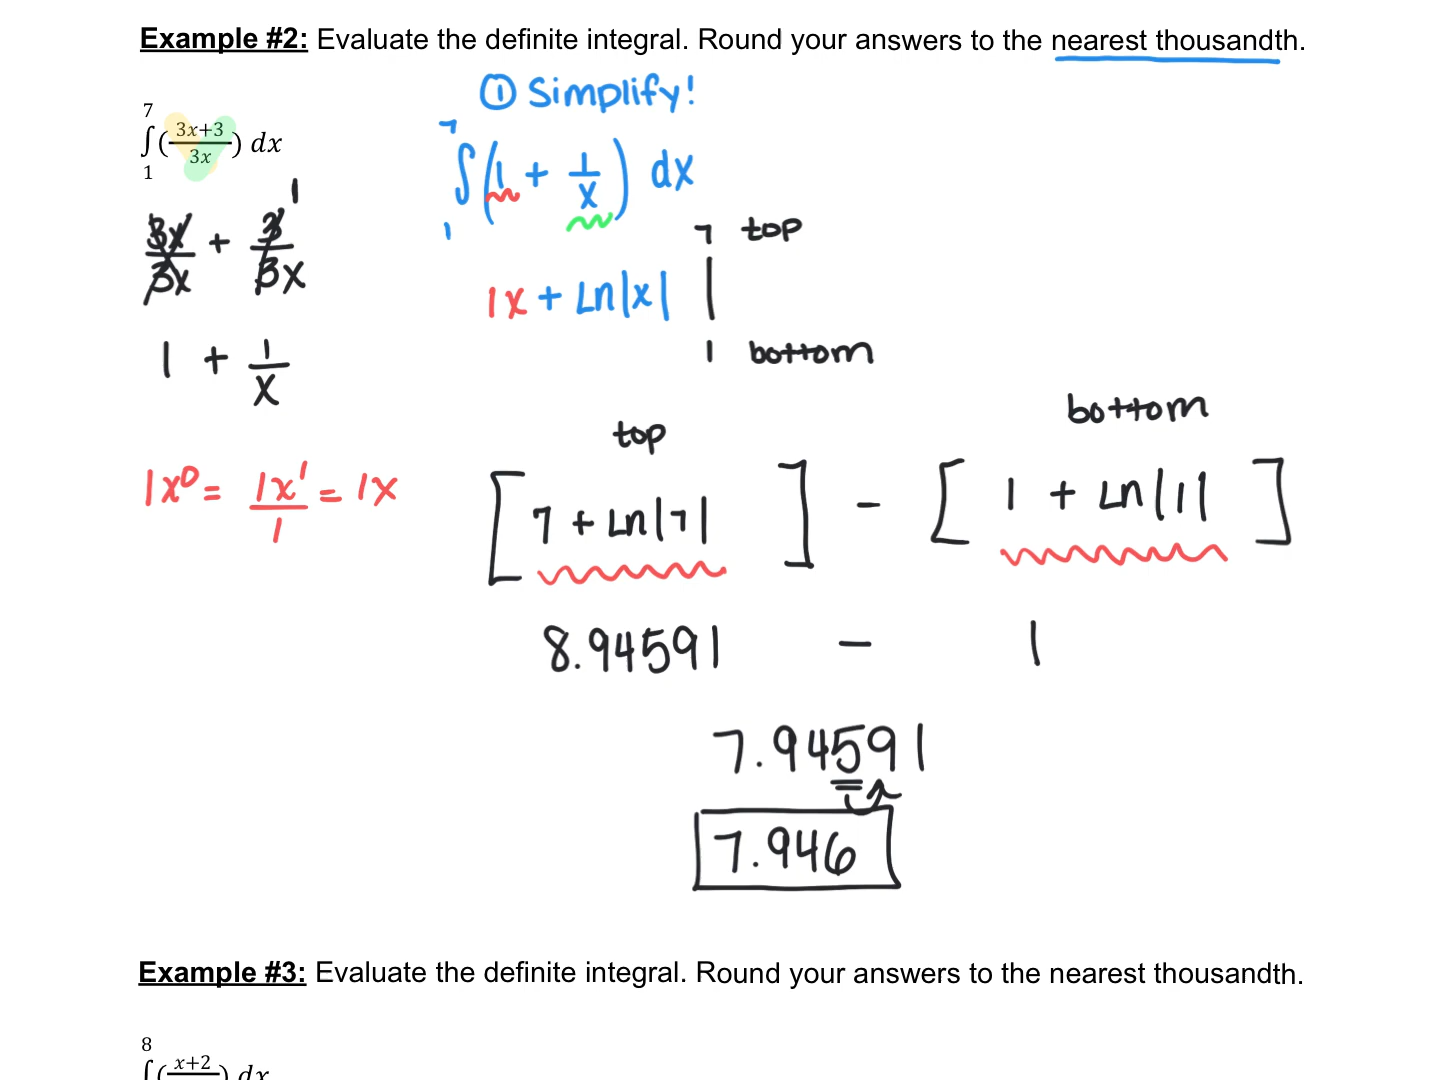 Example #2: Evaluate the definite integral. Round your answers to the nearest thousandth.
① Simplify!
7
∫ ( 3x+3 / 3x ) dx
1
7
∫ (1 + 1/x) dx
1
3x/3x + 3/3x 1
7 top
1x + Ln|x| |
1 bottom
1 + 1/x
top
bottom
1x⁰ = 1x¹/1 = 1x
[7 + Ln|7|] − [1 + Ln|1|]
8.94591 − 1
7.94591
7.946
Example #3: Evaluate the definite integral. Round your answers to the nearest thousandth.
8
∫ ( x+2 ) dx